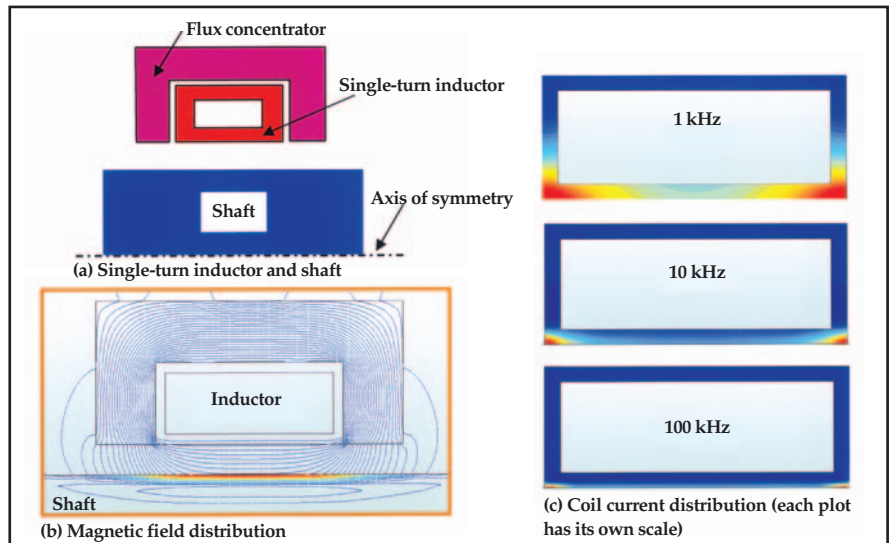 Flux concentrator
Single-turn inductor
Shaft
Axis of symmetry
(a) Single-turn inductor and shaft
Inductor
Shaft
(b) Magnetic field distribution
1 kHz
10 kHz
100 kHz
(c) Coil current distribution (each plot
has its own scale)